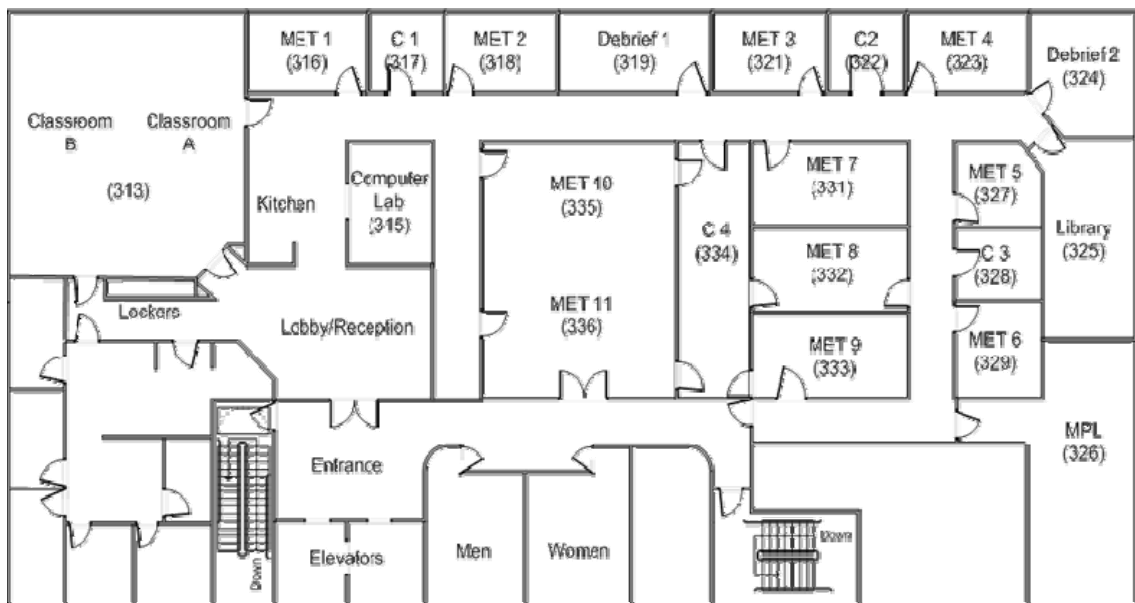 MET 1
(316)
C 1
(317)
MET 2
(318)
Debrief 1
(319)
MET 3
(321)
C2
(322)
MET 4
(323)
Debrief 2
(324)
Classroom
B
Classroom
A
(313)
Kitchen
Computer
Lab
(315)
MET 10
(335)
C 4
(334)
MET 7
(331)
MET 5
(327)
Library
(325)
MET 8
(332)
C 3
(328)
Lockers
Lobby/Reception
MET 11
(336)
MET 9
(333)
MET 6
(329)
MPL
(326)
Entrance
Elevators
Men
Women
Down
Down